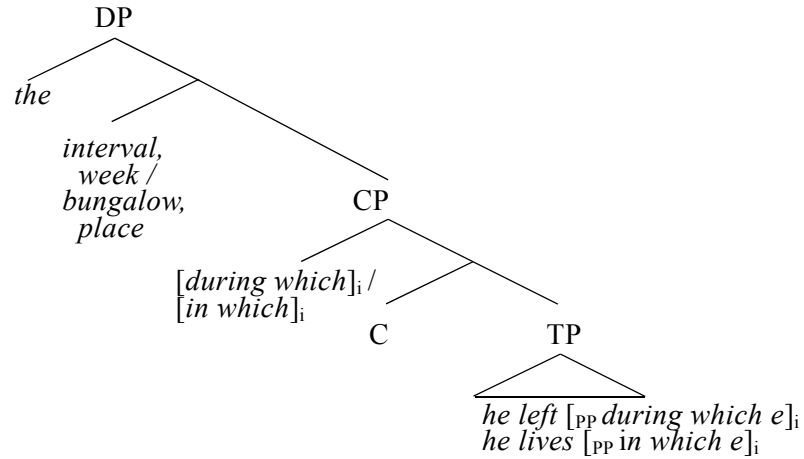 DP
the
interval,
week /
bungalow,
place
CP
[during which]i /
[in which]i
C
TP
he left [PP during which e]i
he lives [PP in which e]i